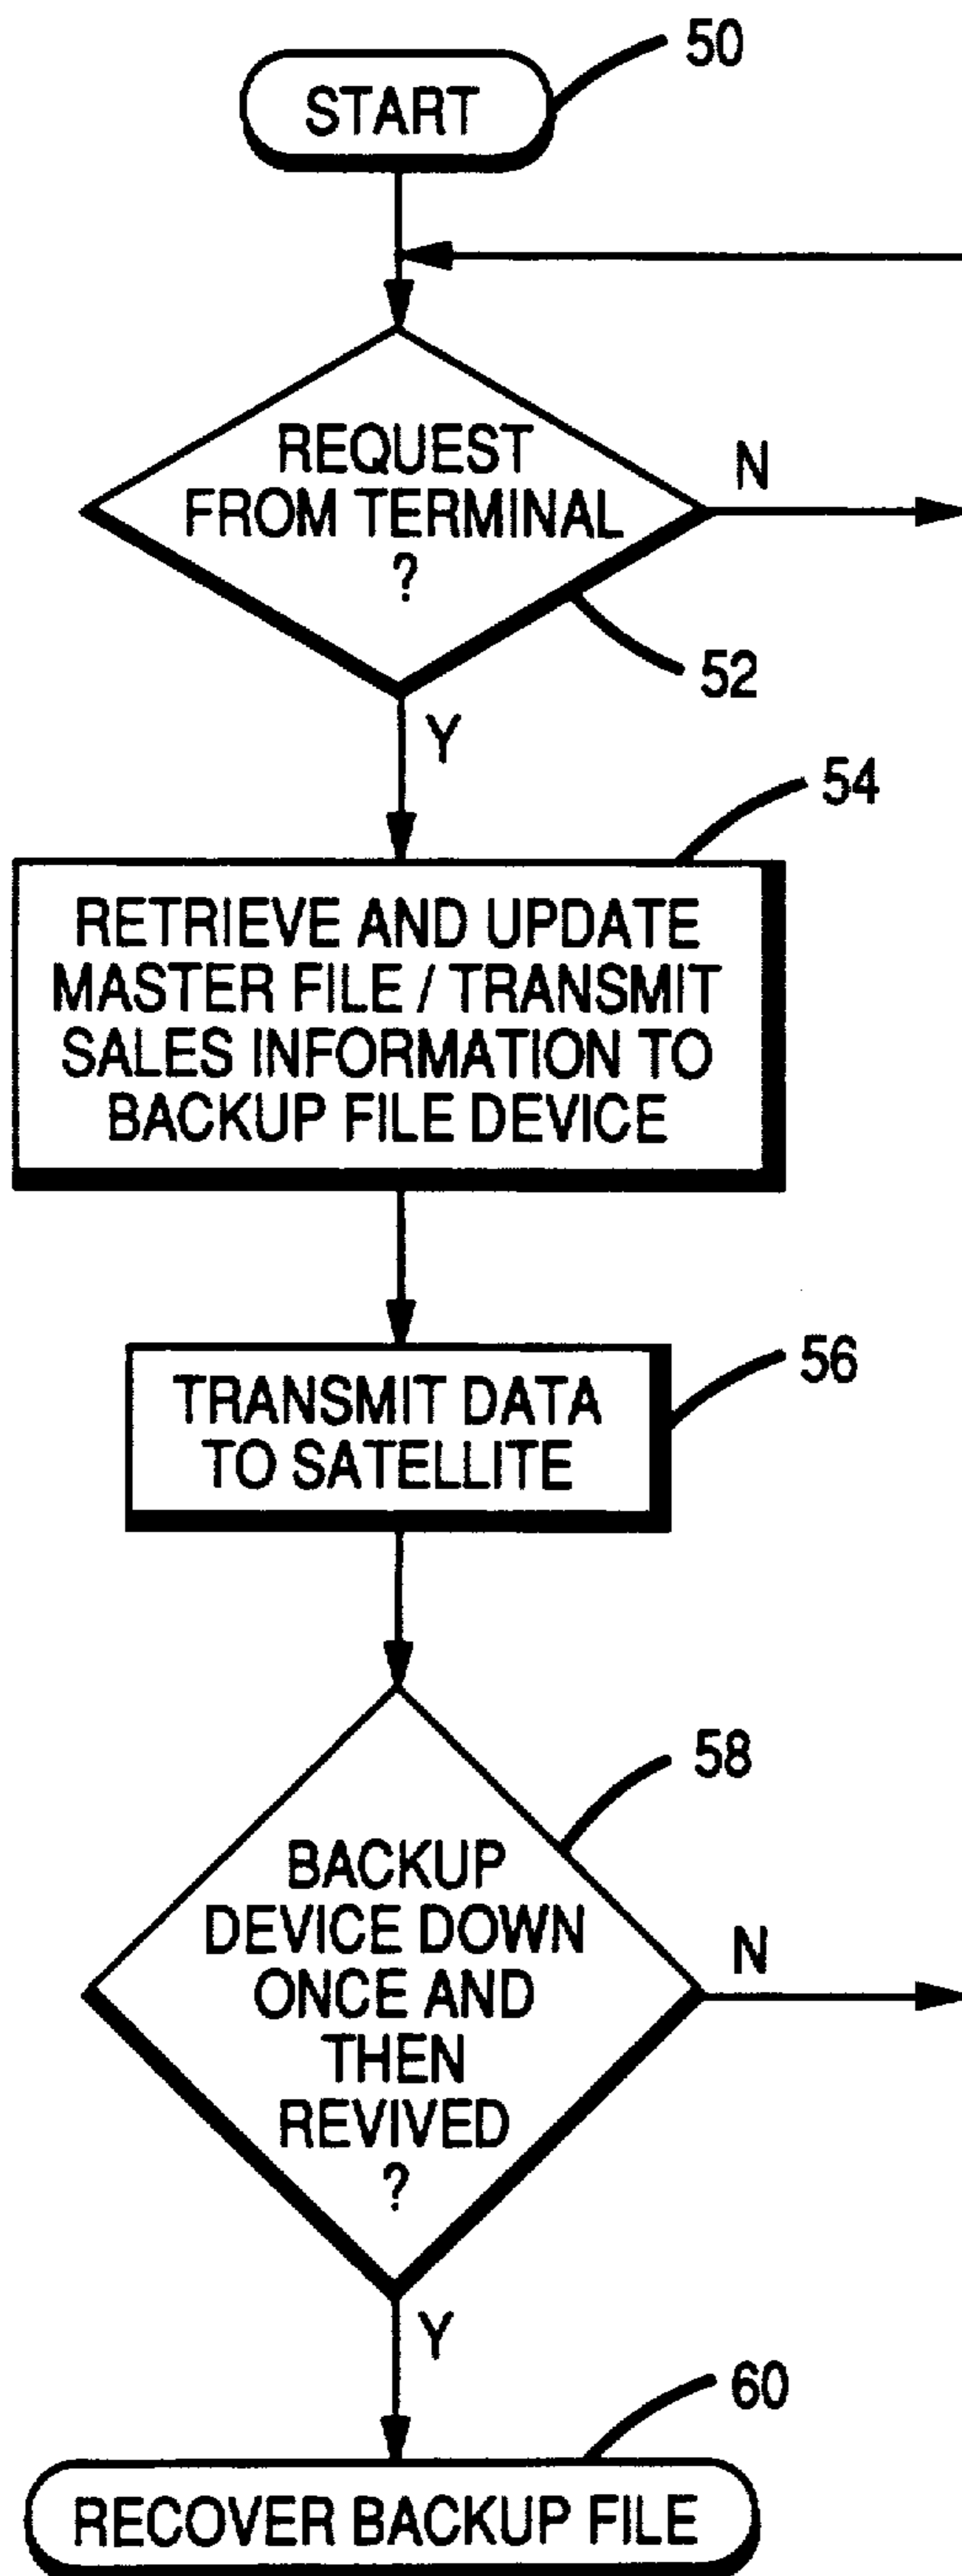 50
START
REQUEST
FROM TERMINAL
?
N
52
Y
54
RETRIEVE AND UPDATE
MASTER FILE / TRANSMIT
SALES INFORMATION TO
BACKUP FILE DEVICE
56
TRANSMIT DATA
TO SATELLITE
58
BACKUP
DEVICE DOWN
ONCE AND
THEN
REVIVED
?
N
Y
60
RECOVER BACKUP FILE